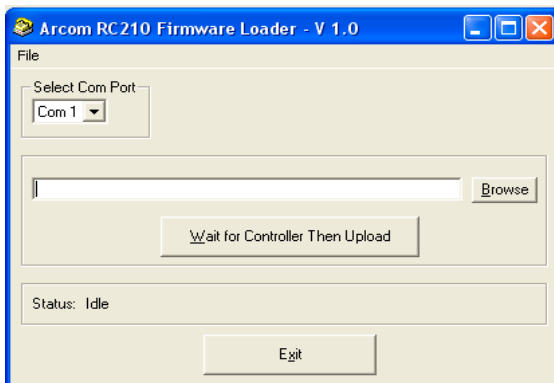 Arcom RC210 Firmware Loader - V 1.0
File
Select Com Port
Com 1
Browse
Wait for Controller Then Upload
Status: Idle
Exit